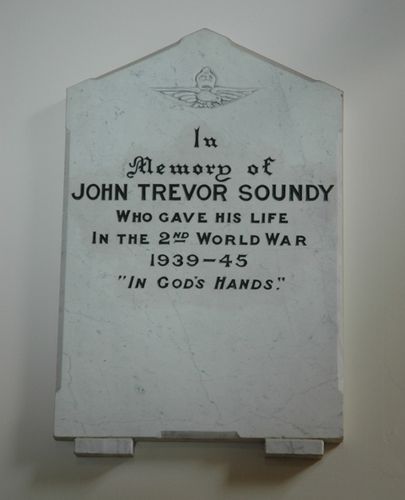 In
Memory of
JOHN TREVOR SOUNDY
WHO GAVE HIS LIFE
IN THE 2ND WORLD WAR
1939-45
"IN GOD'S HANDS."